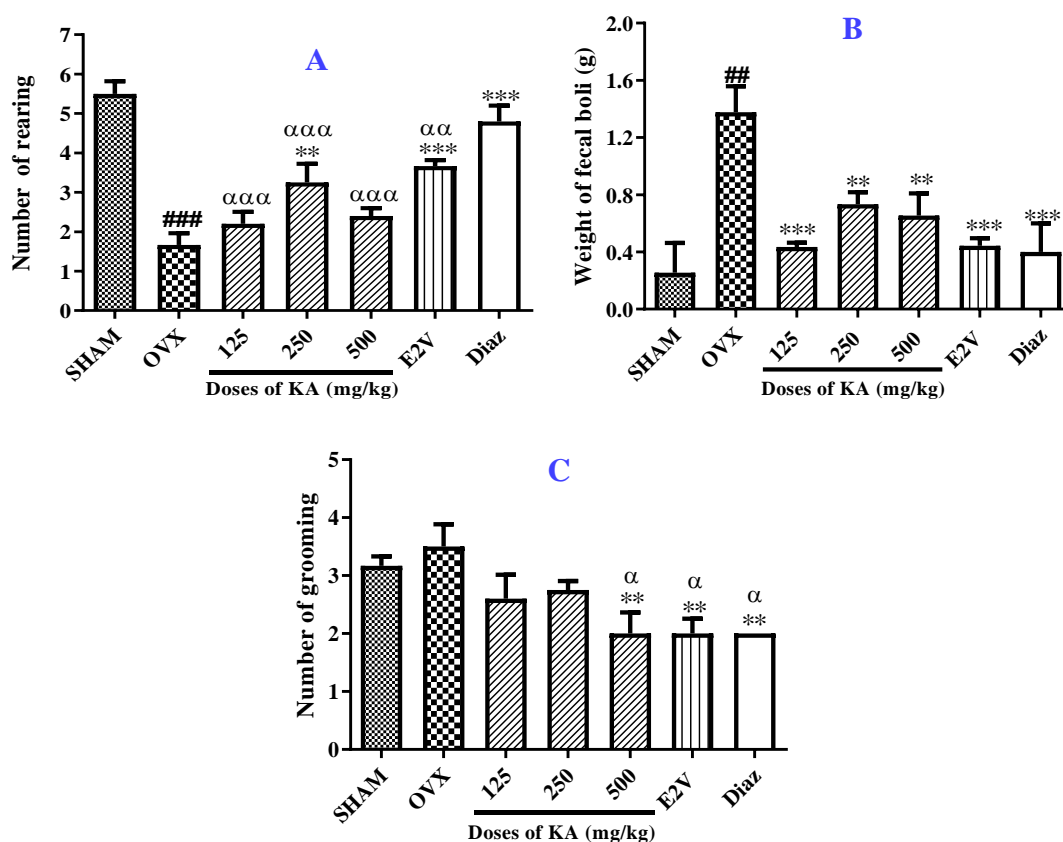 A
Number of rearing
7
6
5
4
3
2
1
0
###
ααα
ααα
**
ααα
αα
***
***
SHAM
OVX
125
250
500
E2V
Diaz
Doses of KA (mg/kg)
B
Weight of fecal boli (g)
2.0
1.6
1.2
0.8
0.4
0.0
##
***
**
**
***
***
SHAM
OVX
125
250
500
E2V
Diaz
Doses of KA (mg/kg)
C
Number of grooming
5
4
3
2
1
0
α
**
α
**
α
**
SHAM
OVX
125
250
500
E2V
Diaz
Doses of KA (mg/kg)